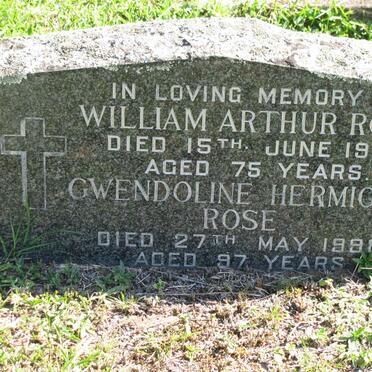 IN LOVING MEMORY
WILLIAM ARTHUR
DIED 15TH. JUNE
AGED 75 YEARS.
GWENDOLINE
ROSE
DIED 27TH MAY
AGED 97 YEARS